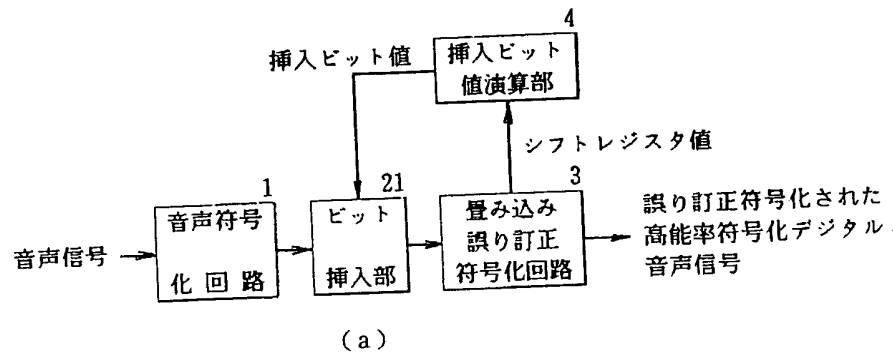 4
挿入ビット値
挿入ビット
値演算部
シフトレジスタ値
1
21
3
音声信号
音声符号
化回路
ビット
挿入部
畳み込み
誤り訂正
符号化回路
誤り訂正符号化された
高能率符号化デジタル
音声信号
(a)